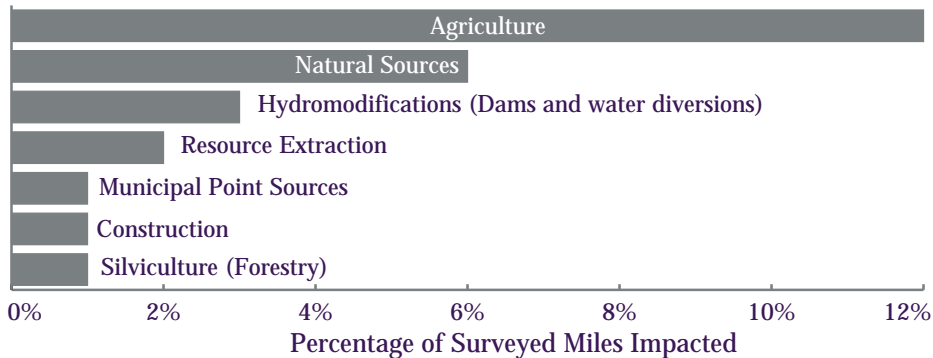 Agriculture
Natural Sources
Hydromodifications (Dams and water diversions)
Resource Extraction
Municipal Point Sources
Construction
Silviculture (Forestry)
0% 2% 4% 6% 8% 10% 12%
Percentage of Surveyed Miles Impacted